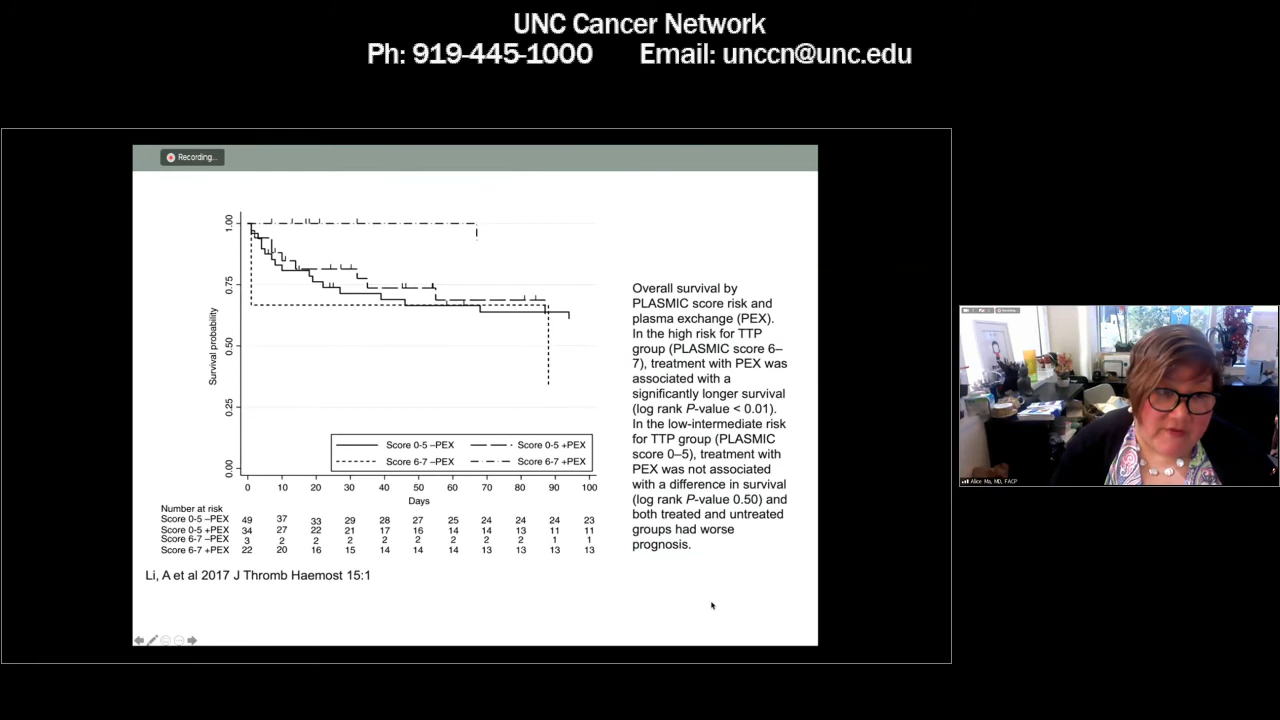 UNC Cancer Network
Ph: 919-445-1000 Email: unccn@unc.edu
Recording...
1.00
0.75
0.50
0.25
0.00
Survival probability
Score 0-5 –PEX Score 0-5 +PEX
Score 6-7 –PEX Score 6-7 +PEX
0 10 20 30 40 50 60 70 80 90 100
Days
Number at risk
Score 0-5 –PEX 49 37 33 29 28 27 25 24 24 24 23
Score 0-5 +PEX 34 27 22 21 17 16 14 14 13 11 11
Score 6-7 –PEX 3 2 2 2 2 2 2 2 2 1 1
Score 6-7 +PEX 22 20 16 15 14 14 14 13 13 13 13
Li, A et al 2017 J Thromb Haemost 15:1
Overall survival by
PLASMIC score risk and
plasma exchange (PEX).
In the high risk for TTP
group (PLASMIC score 6–
7), treatment with PEX was
associated with a
significantly longer survival
(log rank P-value < 0.01).
In the low-intermediate risk
for TTP group (PLASMIC
score 0–5), treatment with
PEX was not associated
with a difference in survival
(log rank P-value 0.50) and
both treated and untreated
groups had worse
prognosis.
Recording...
Alice Ma, MD, FACP